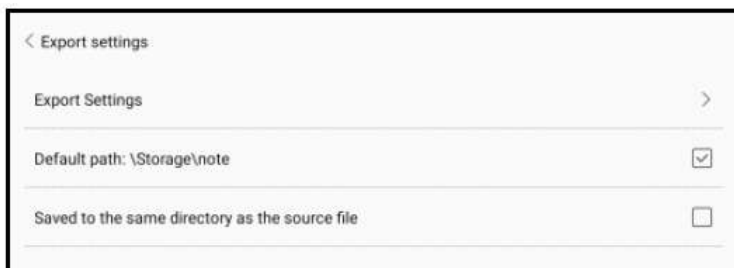 Export settings
Export Settings
Default path: \Storage\note
Saved to the same directory as the source file